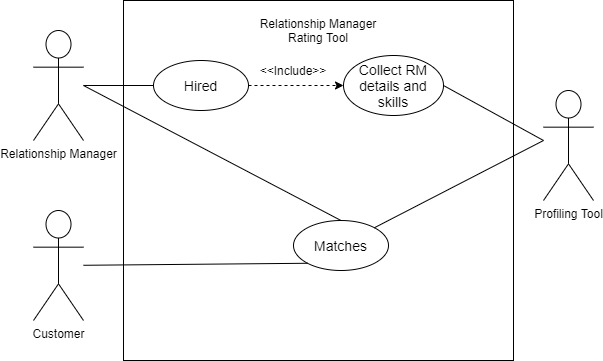 Relationship Manager
Rating Tool
<<Include>>
Hired
Collect RM
details and
skills
Relationship Manager
Profiling Tool
Matches
Customer